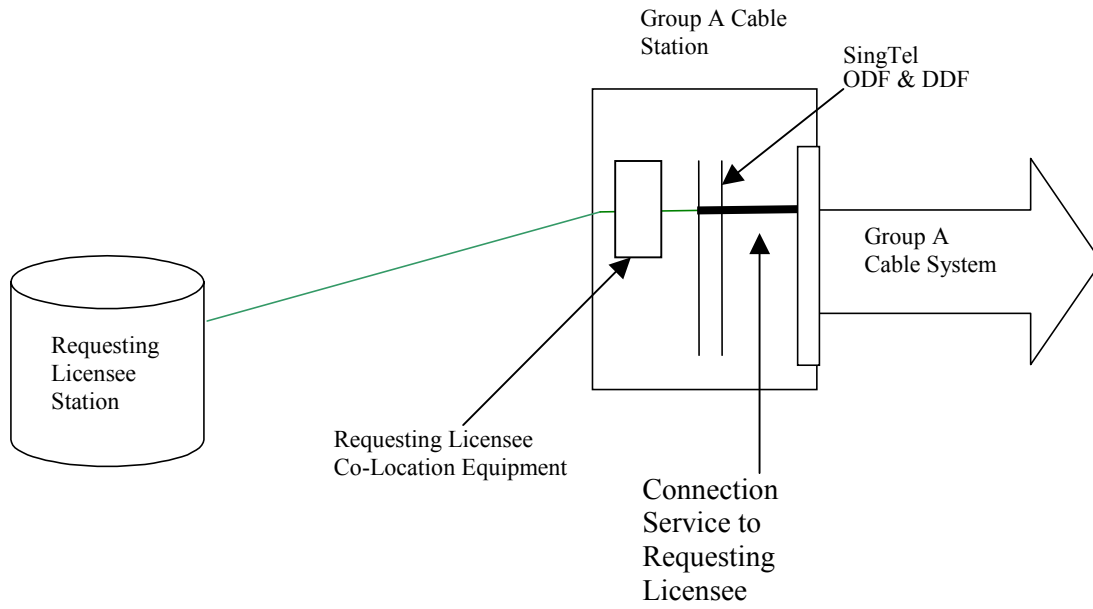 Group A Cable
Station
SingTel
ODF & DDF
Group A
Cable System
Requesting
Licensee
Station
Requesting Licensee
Co-Location Equipment
Connection
Service to
Requesting
Licensee